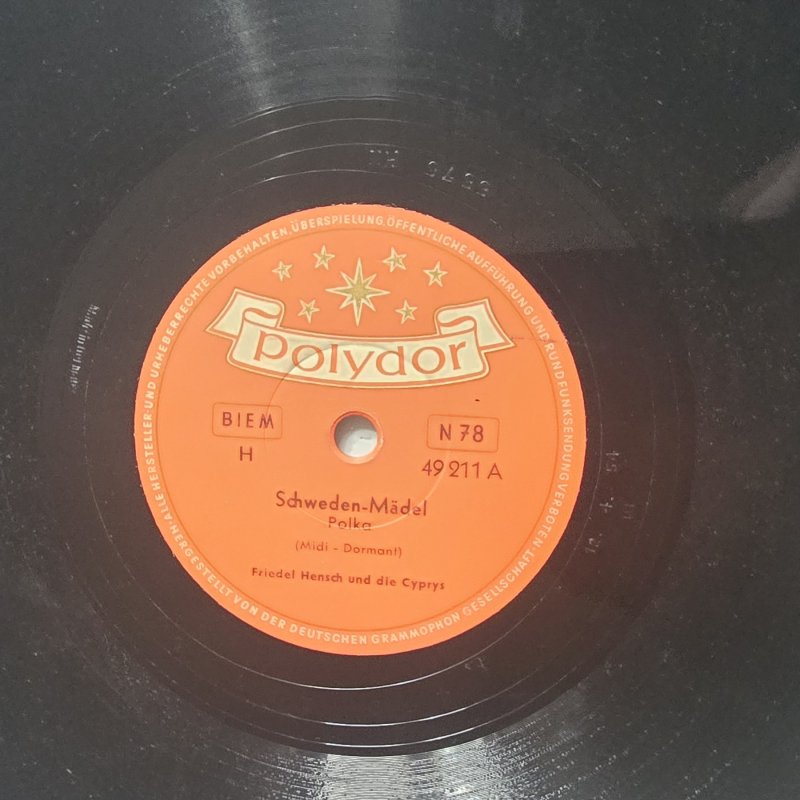 ALLE HERSTELLER- UND URHEBERRECHTE VORBEHALTEN, ÜBERSPIELUNG, ÖFFENTLICHE AUFFÜHRUNG UND RUNDFUNKSENDUNG VERBOTEN
polydor
BIEM
N 78
H
49 211 A
Schweden-Mädel
Polka
(Midi - Dormant)
Friedel Hensch und die Cyprys
HERGESTELLT VON DER DEUTSCHEN GRAMMOPHON GESELLSCHAFT